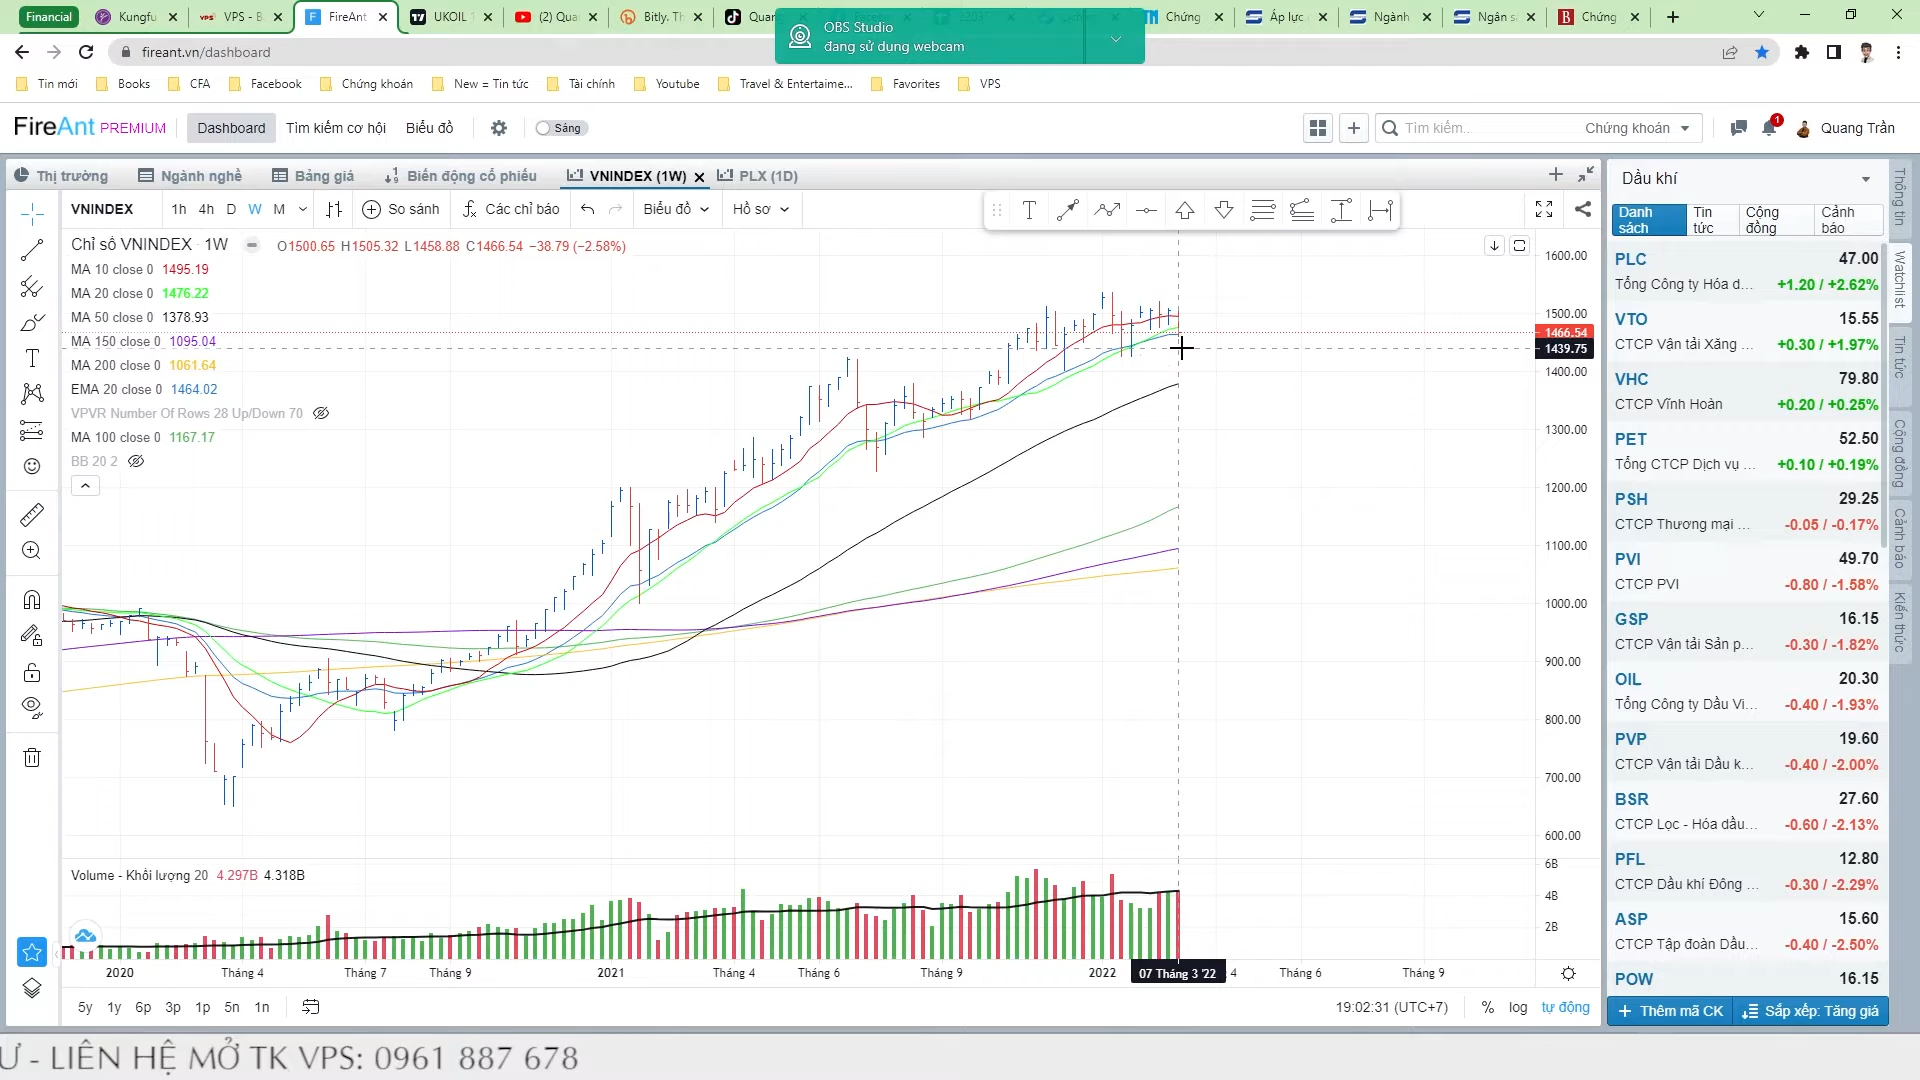 Financial
Kungfu
VPS - B
FireAnt
UKOIL
(2) Qua
Bitly. Th
Quan
Chứng
Áp lực
Ngành
Ngân s
Chứng
OBS Studio
đang sử dụng webcam
fireant.vn/dashboard
Tin mới
Books
CFA
Facebook
Chứng khoán
New = Tin tức
Tài chính
Youtube
Travel & Entertaime...
Favorites
VPS
FireAnt PREMIUM
Dashboard
Tìm kiếm cơ hội
Biểu đồ
Sáng
Tìm kiếm..
Chứng khoán
1
Quang Trần
Thị trường
Ngành nghề
Bảng giá
Biến động cổ phiếu
VNINDEX (1W)
PLX (1D)
VNINDEX 1h 4h D W M
So sánh
Các chỉ báo
Biểu đồ
Hồ sơ
Chỉ số VNINDEX · 1W
O1500.65 H1505.32 L1458.88 C1466.54 −38.79 (−2.58%)
MA 10 close 0 1495.19
MA 20 close 0 1476.22
MA 50 close 0 1378.93
MA 150 close 0 1095.04
MA 200 close 0 1061.64
EMA 20 close 0 1464.02
VPVR Number Of Rows 28 Up/Down 70
MA 100 close 0 1167.17
BB 20 2
1600.00
1500.00
1466.54
1439.75
1400.00
1300.00
1200.00
1100.00
1000.00
900.00
800.00
700.00
600.00
Volume - Khối lượng 20 4.297B 4.318B
6B
4B
2B
2020 Tháng 4 Tháng 7 Tháng 9 2021 Tháng 4 Tháng 6 Tháng 9 2022 07 Tháng 3 '22 4 Tháng 6 Tháng 9
5y 1y 6p 3p 1p 5n 1n
19:02:31 (UTC+7)
% log tự động
Dầu khí
Danh sách
Tin tức
Cộng đồng
Cảnh báo
PLC 47.00
Tổng Công ty Hóa d... +1.20 / +2.62%
VTO 15.55
CTCP Vận tải Xăng ... +0.30 / +1.97%
VHC 79.80
CTCP Vĩnh Hoàn +0.20 / +0.25%
PET 52.50
Tổng CTCP Dịch vụ ... +0.10 / +0.19%
PSH 29.25
CTCP Thương mại ... -0.05 / -0.17%
PVI 49.70
CTCP PVI -0.80 / -1.58%
GSP 16.15
CTCP Vận tải Sản p... -0.30 / -1.82%
OIL 20.30
Tổng Công ty Dầu Vi... -0.40 / -1.93%
PVP 19.60
CTCP Vận tải Dầu k... -0.40 / -2.00%
BSR 27.60
CTCP Lọc - Hóa dầu... -0.60 / -2.13%
PFL 12.80
CTCP Dầu khí Đông ... -0.30 / -2.29%
ASP 15.60
CTCP Tập đoàn Dầu... -0.40 / -2.50%
POW 16.15
Thêm mã CK
Sắp xếp: Tăng giá
Thông tin
Watchlist
Tin tức
Cộng đồng
Cảnh báo
Kiến thức
Ư - LIÊN HỆ MỞ TK VPS: 0961 887 678